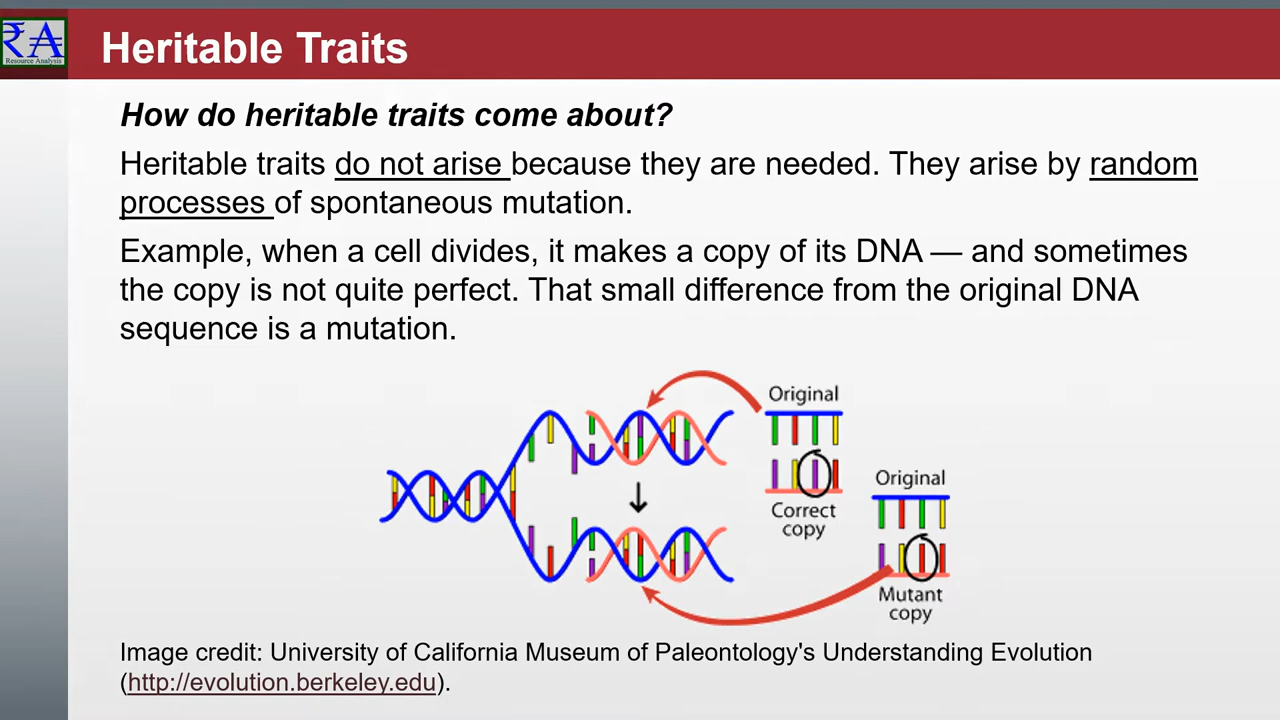 ₹A
Resource Analysis
Heritable Traits
How do heritable traits come about?
Heritable traits do not arise because they are needed. They arise by random
processes of spontaneous mutation.
Example, when a cell divides, it makes a copy of its DNA — and sometimes
the copy is not quite perfect. That small difference from the original DNA
sequence is a mutation.
Original
Correct
copy
Original
Mutant
copy
Image credit: University of California Museum of Paleontology's Understanding Evolution
(http://evolution.berkeley.edu).